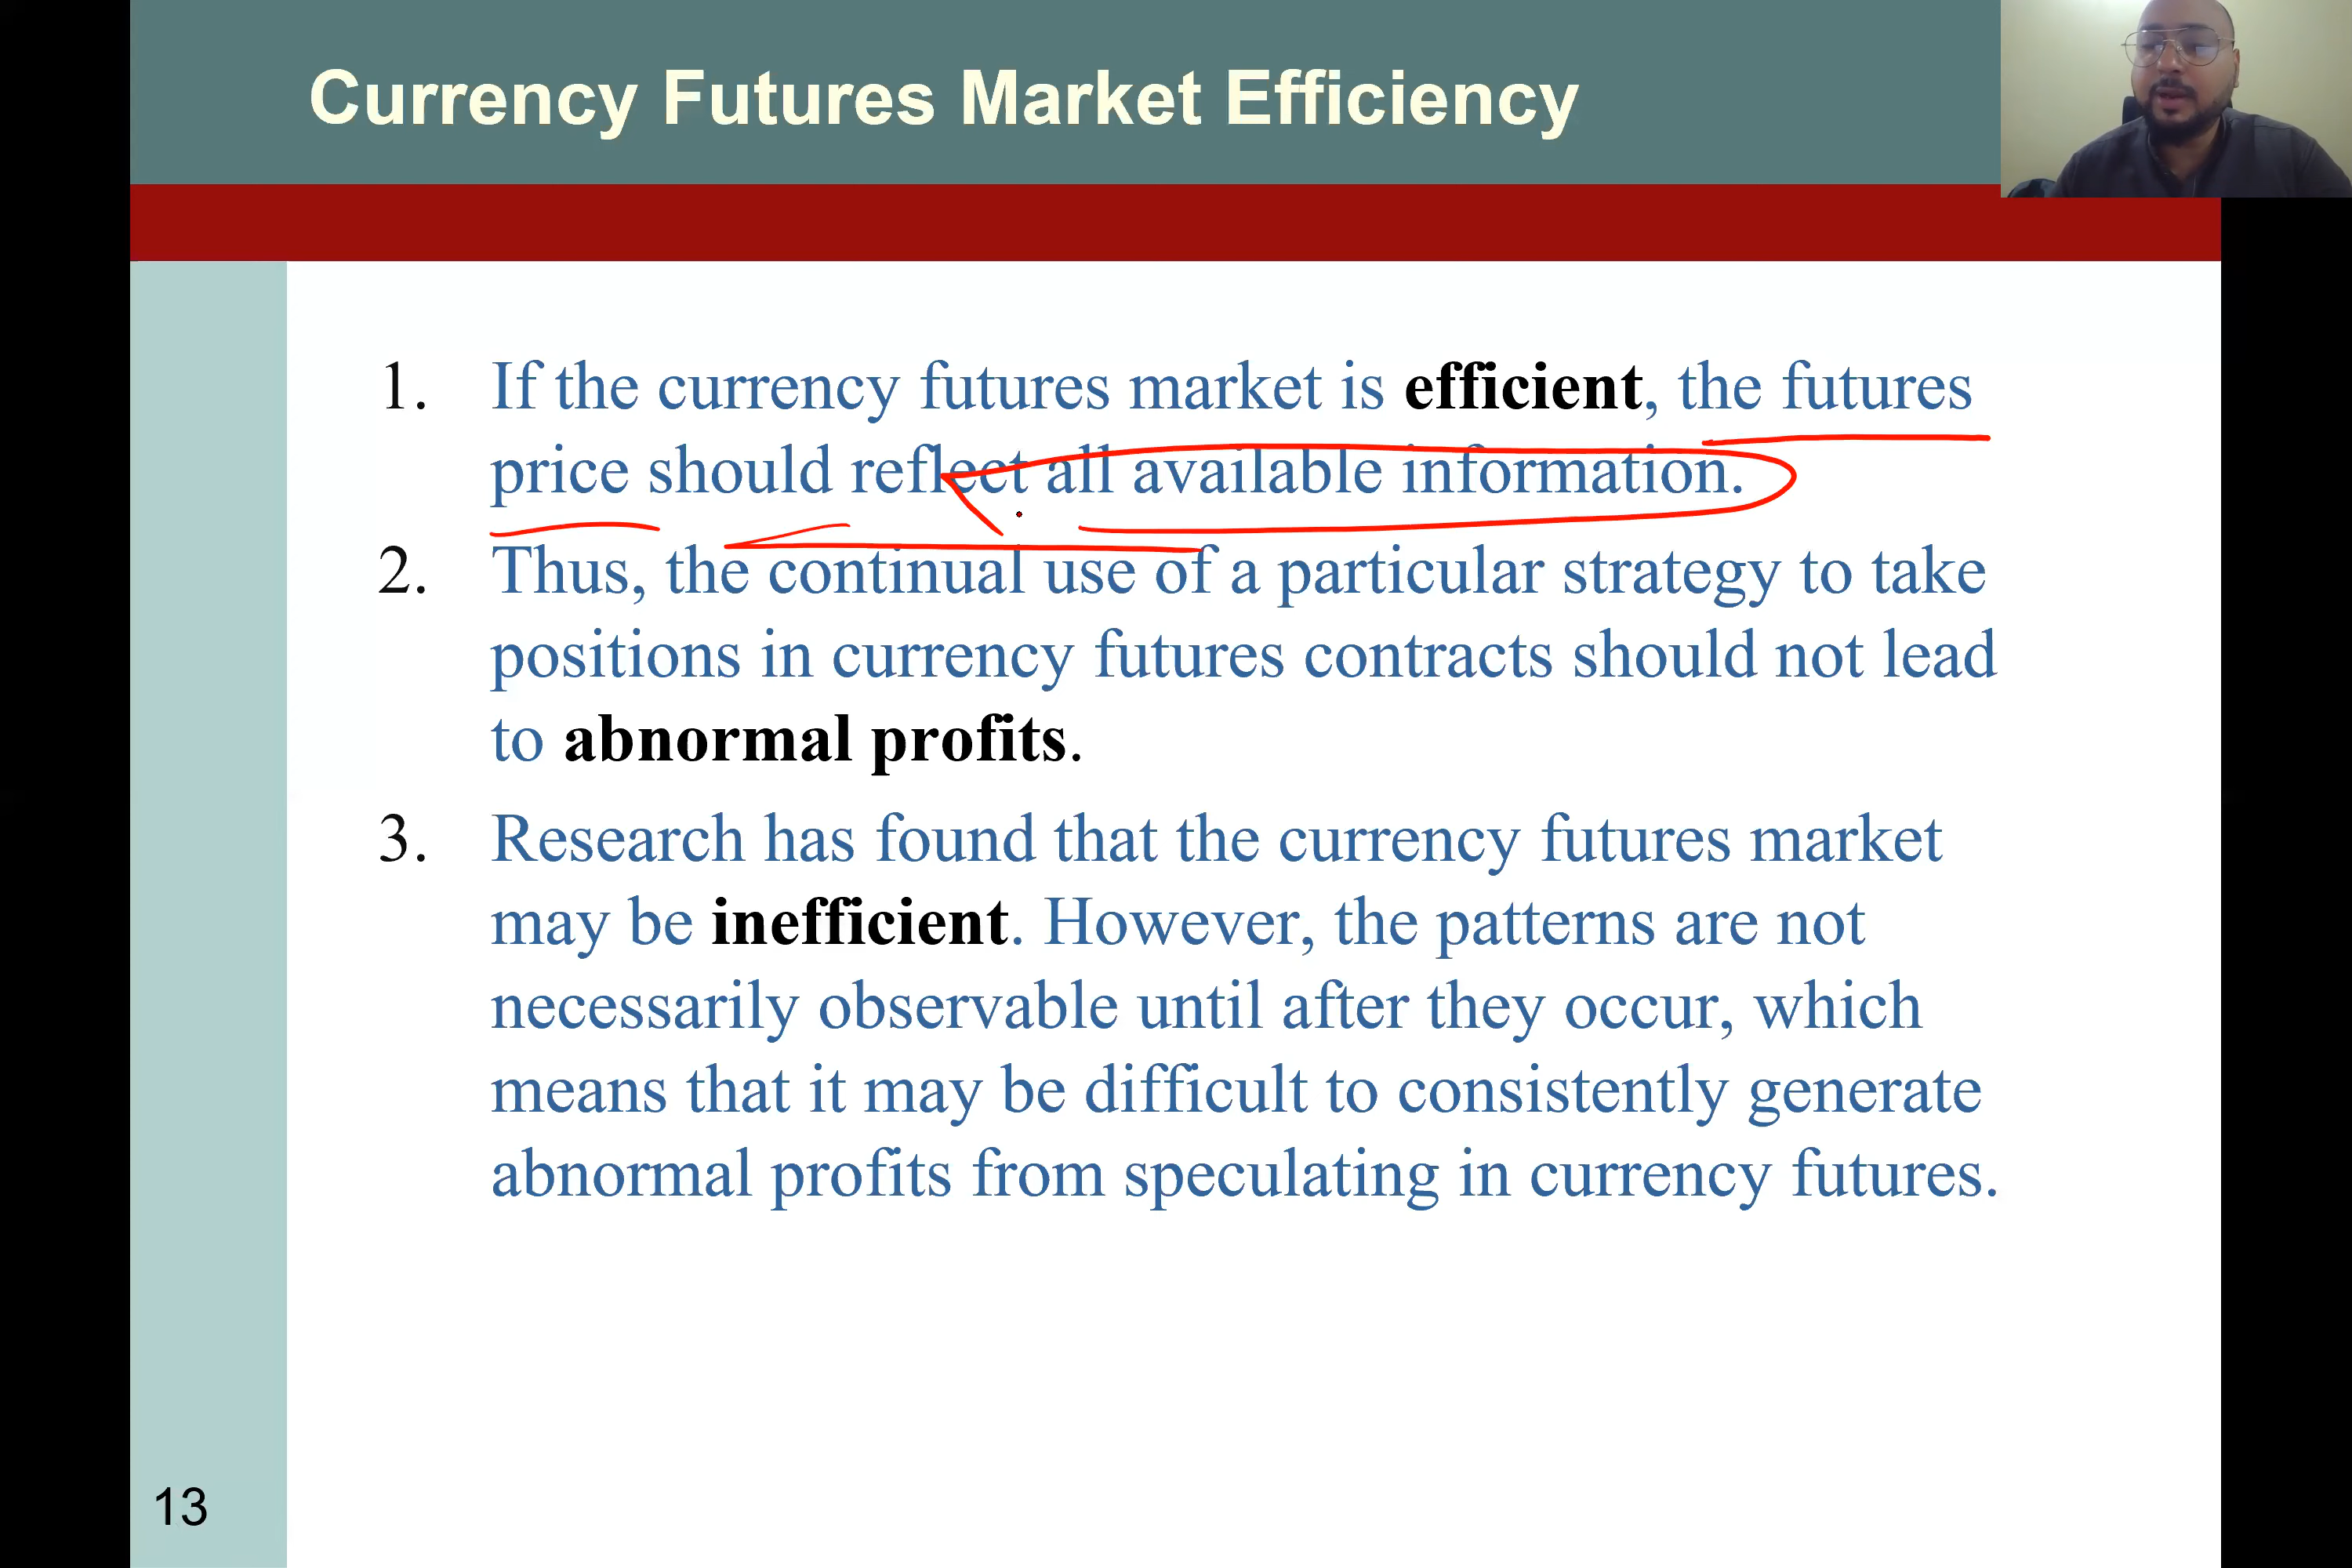 Currency Futures Market Efficiency
1. If the currency futures market is efficient, the futures
price should reflect all available information.
2. Thus, the continual use of a particular strategy to take
positions in currency futures contracts should not lead
to abnormal profits.
3. Research has found that the currency futures market
may be inefficient. However, the patterns are not
necessarily observable until after they occur, which
means that it may be difficult to consistently generate
abnormal profits from speculating in currency futures.
13